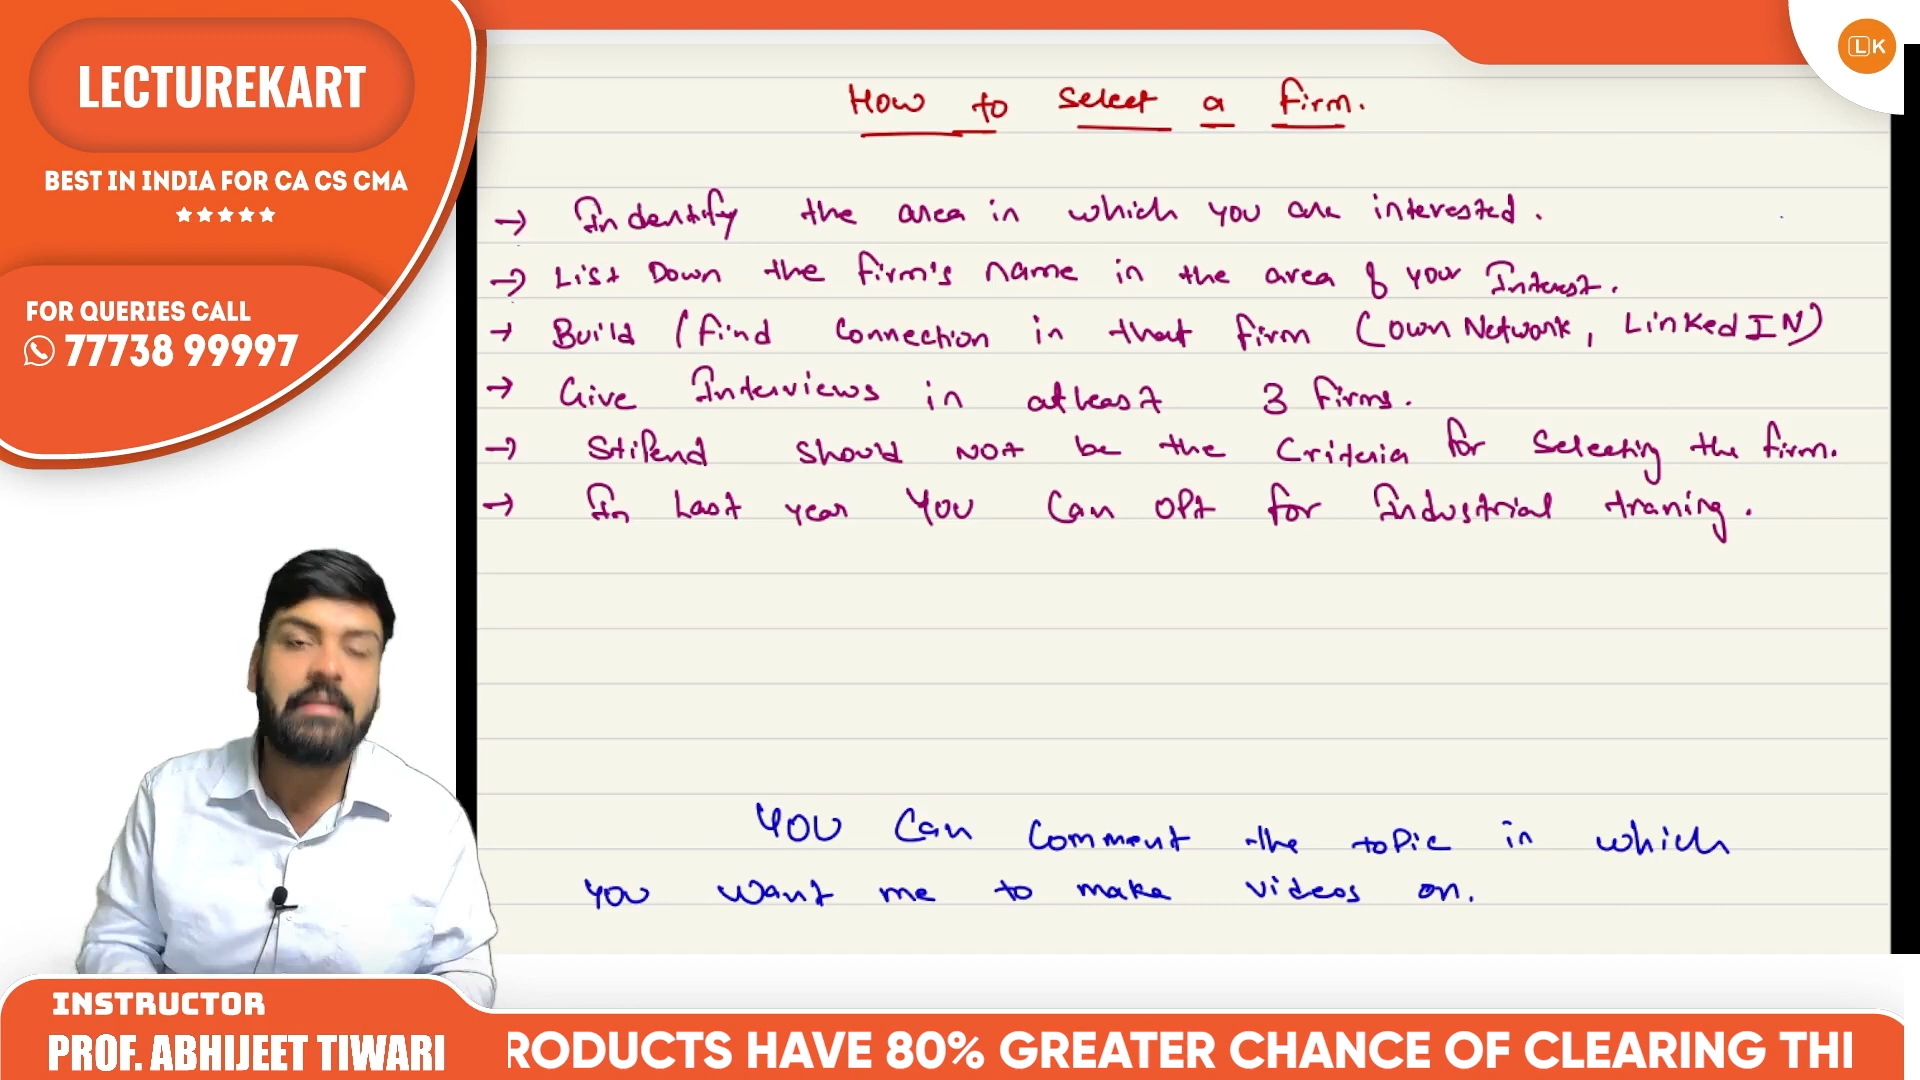 LECTUREKART
BEST IN INDIA FOR CA CS CMA
FOR QUERIES CALL
77738 99997
LK
How to select a firm.
→ Indentify the area in which you are interested.
→ List Down the firm's name in the area of your Interest.
→ Build / find connection in that firm (own Network, LinkedIN)
→ Give Interviews in atleast 3 firms.
→ Stipend should NOT be the criteria for selecting the firm.
→ In Last year you can opt for Industrial traning.
You can comment the topic in which
you want me to make videos on.
INSTRUCTOR
PROF. ABHIJEET TIWARI
RODUCTS HAVE 80% GREATER CHANCE OF CLEARING THI